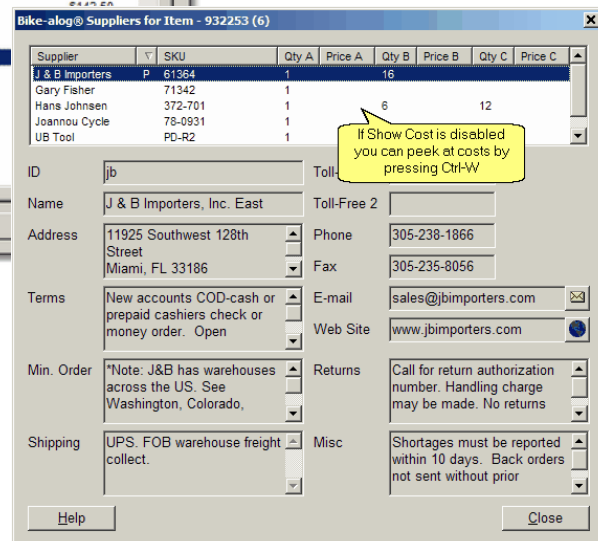 $142.50
Bike-alog® Suppliers for Item - 932253 (6)
Supplier SKU Qty A Price A Qty B Price B Qty C Price C
J & B Importers P 61364 1 16
Gary Fisher 71342 1
Hans Johnsen 372-701 1 6 12
Joannou Cycle 78-0931 1
UB Tool PD-R2 1
If Show Cost is disabled
you can peek at costs by
pressing Ctrl-W
ID jb Toll-
Name J & B Importers, Inc. East Toll-Free 2
Address 11925 Southwest 128th
Street
Miami, FL 33186
Phone 305-238-1866
Fax 305-235-8056
Terms New accounts COD-cash or
prepaid cashiers check or
money order. Open
E-mail sales@jbimporters.com
Web Site www.jbimporters.com
Min. Order *Note: J&B has warehouses
across the US. See
Washington, Colorado,
Returns Call for return authorization
number. Handling charge
may be made. No returns
Shipping UPS. FOB warehouse freight
collect.
Misc Shortages must be reported
within 10 days. Back orders
not sent without prior
Help Close